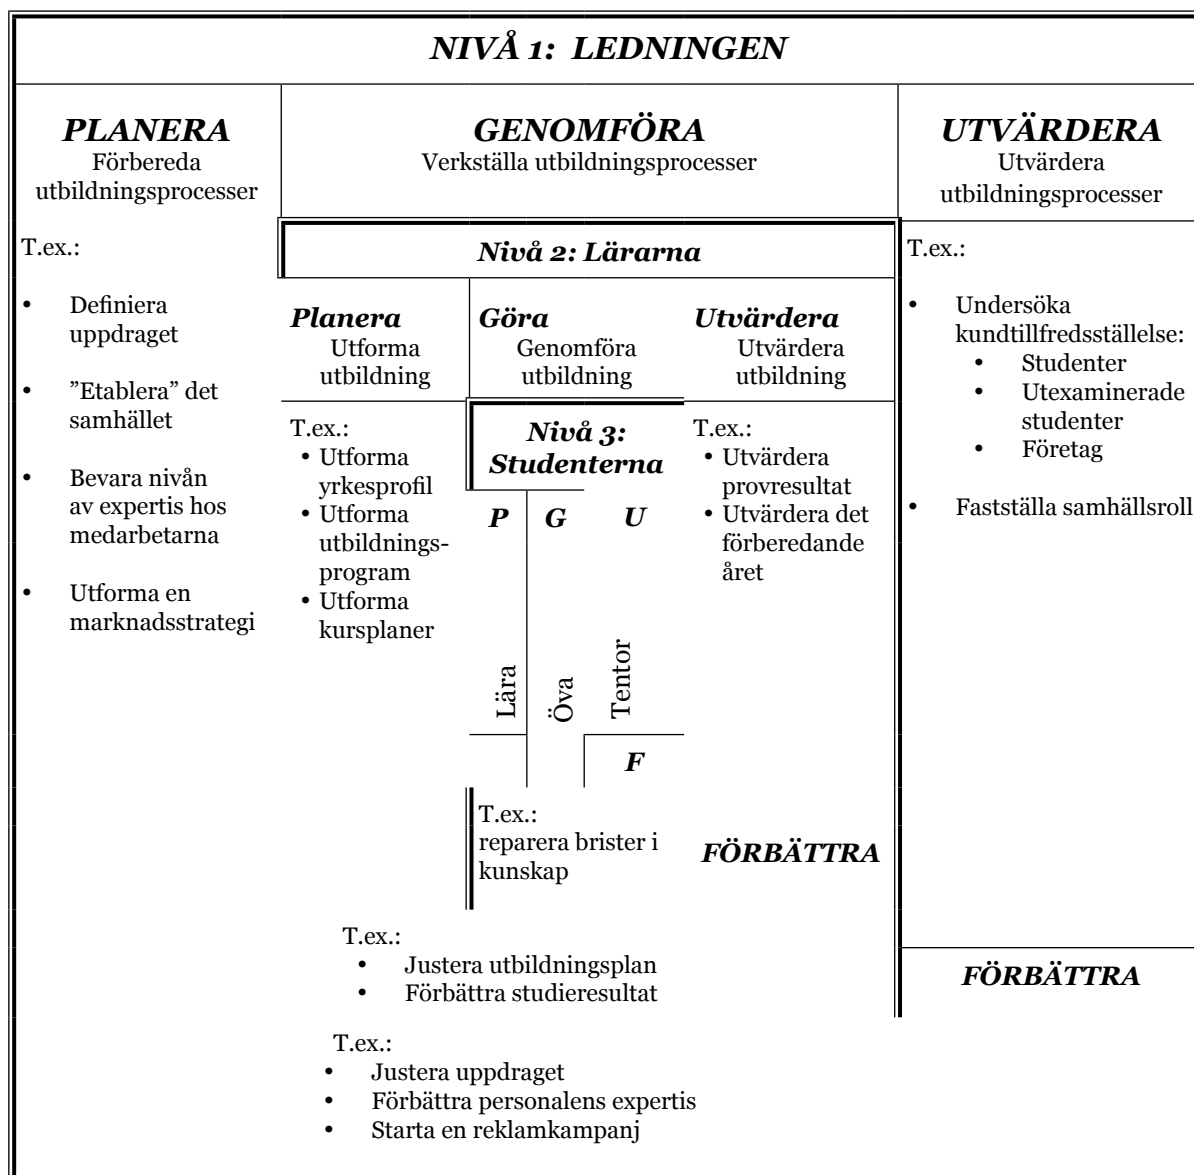 NIVÅ 1: LEDNINGEN
PLANERA
Förbereda
utbildningsprocesser
GENOMFÖRA
Verkställa utbildningsprocesser
UTVÄRDERA
Utvärdera
utbildningsprocesser
T.ex.:
• Definiera
uppdraget
• ”Etablera” det
samhället
• Bevara nivån
av expertis hos
medarbetarna
• Utforma en
marknadsstrategi
Nivå 2: Lärarna
Planera
Utforma
utbildning
Göra
Genomföra
utbildning
Utvärdera
Utvärdera
utbildning
T.ex.:
• Utforma
yrkesprofil
• Utforma
utbildnings-
program
• Utforma
kursplaner
Nivå 3:
Studenterna
P G U
Lära
Öva
Tentor
F
T.ex.:
reparera brister i
kunskap
T.ex.:
• Utvärdera
provresultat
• Utvärdera det
förberedande
året
FÖRBÄTTRA
T.ex.:
• Justera utbildningsplan
• Förbättra studieresultat
T.ex.:
• Undersöka
kundtillfredsställelse:
• Studenter
• Utexaminerade
studenter
• Företag
• Fastställa samhällsroll
FÖRBÄTTRA
T.ex.:
• Justera uppdraget
• Förbättra personalens expertis
• Starta en reklamkampanj